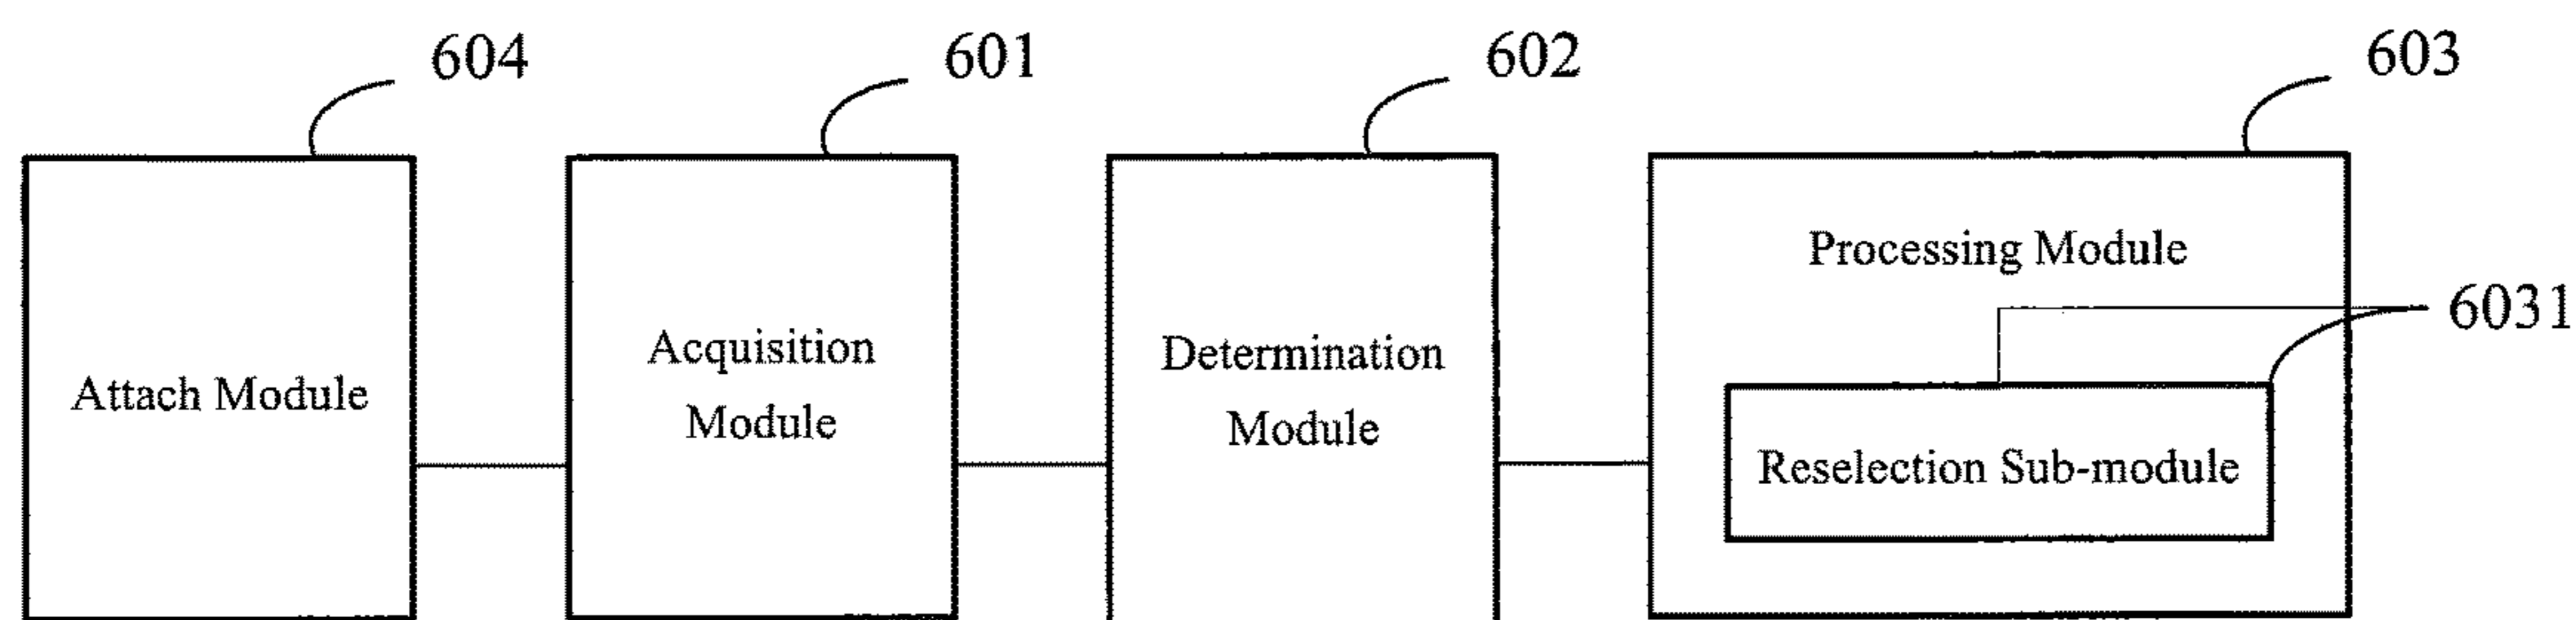 604
601
602
603
Attach Module
Acquisition
Module
Determination
Module
Processing Module
6031
Reselection Sub-module